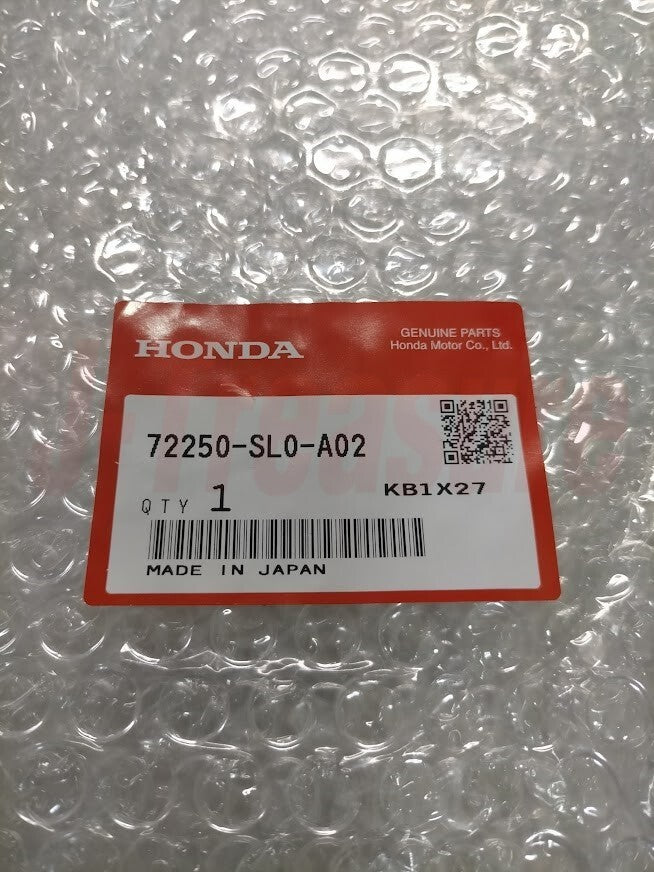 HONDA
GENUINE PARTS
Honda Motor Co., Ltd.
72250-SL0-A02
QTY 1
KB1X27
MADE IN JAPAN